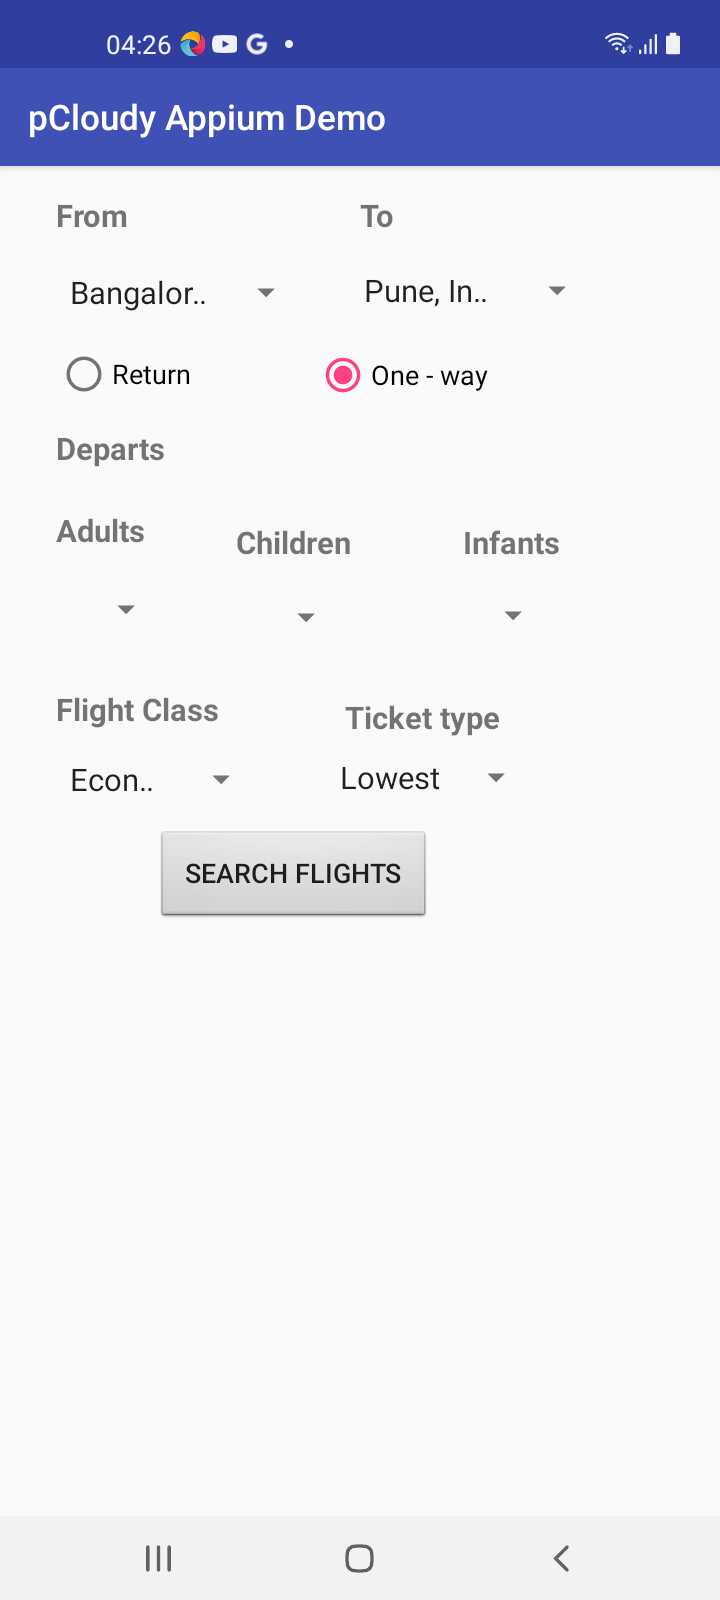 04:26
pCloudy Appium Demo
From To
Bangalor.. Pune, In..
Return One - way
Departs
Adults Children Infants
Flight Class Ticket type
Econ.. Lowest
SEARCH FLIGHTS